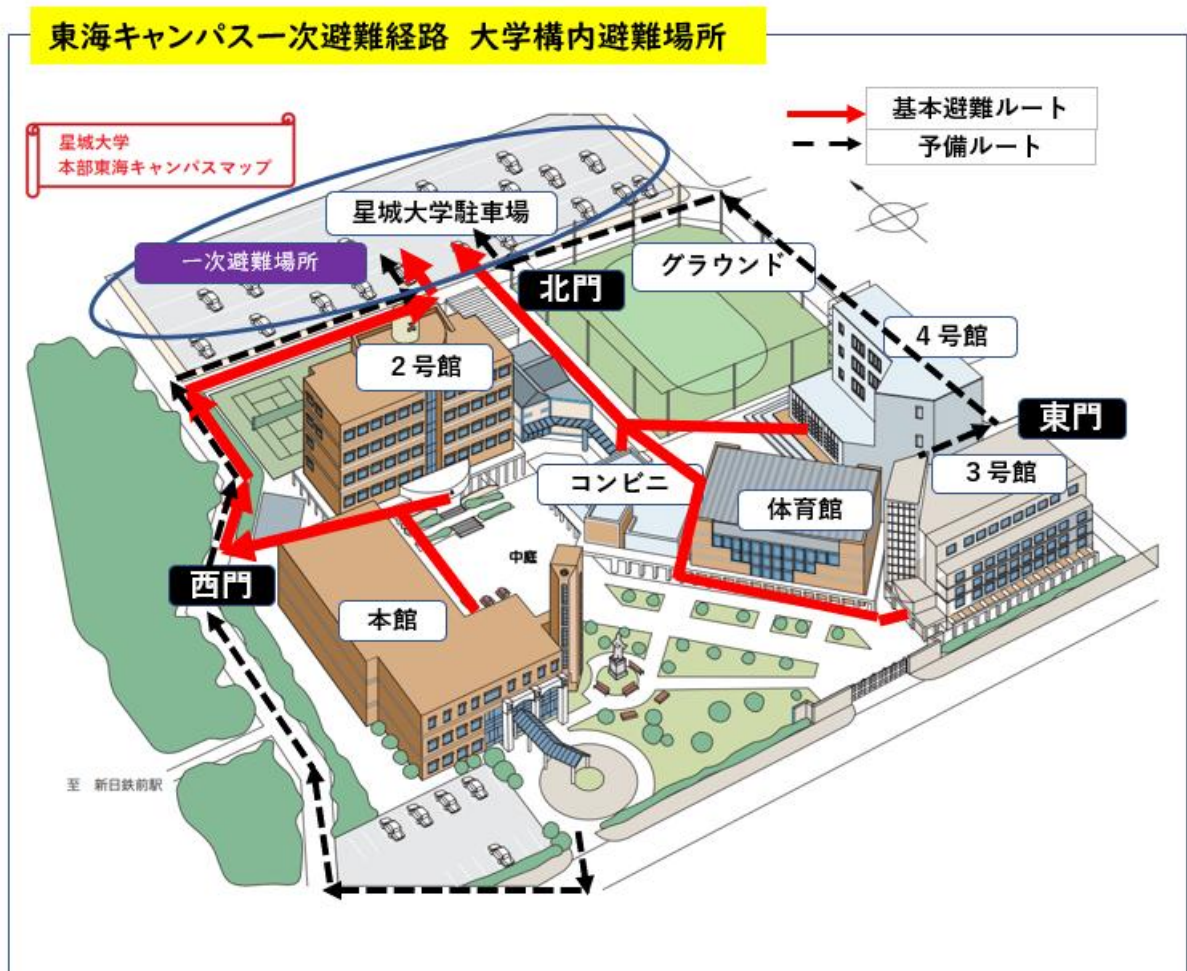 東海キャンパス一次避難経路 大学構内避難場所
星城大学
本部東海キャンパスマップ
基本避難ルート
予備ルート
星城大学駐車場
一次避難場所
北門
グラウンド
4号館
2号館
東門
3号館
コンビニ
体育館
中庭
西門
本館
至 新日鉄前駅